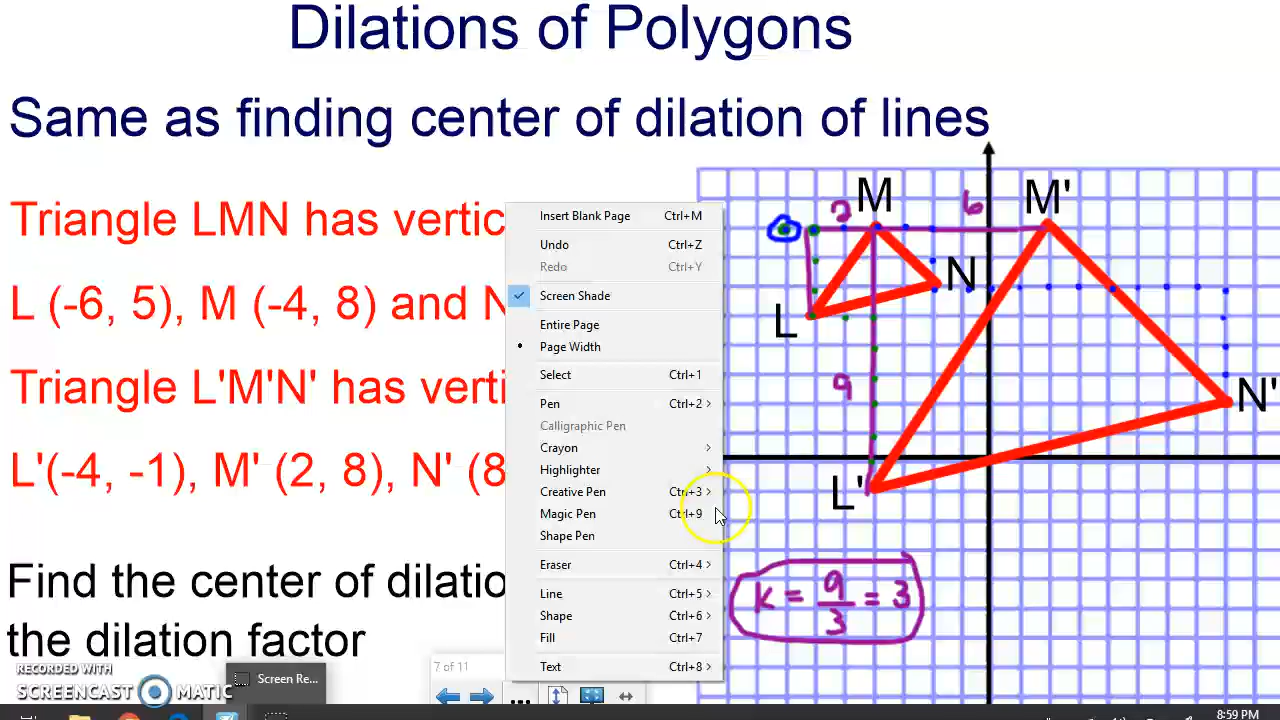 Dilations of Polygons
Same as finding center of dilation of lines
Triangle LMN has vertic
L (-6, 5), M (-4, 8) and N
Triangle L'M'N' has verti
L'(-4, -1), M' (2, 8), N' (8
Find the center of dilatio
the dilation factor
Insert Blank Page Ctrl+M
Undo Ctrl+Z
Redo Ctrl+Y
Screen Shade
Entire Page
Page Width
Select Ctrl+1
Pen Ctrl+2
Calligraphic Pen
Crayon
Highlighter
Creative Pen Ctrl+3
Magic Pen Ctrl+9
Shape Pen
Eraser Ctrl+4
Line Ctrl+5
Shape Ctrl+6
Fill Ctrl+7
Text Ctrl+8
2
M
6
M'
N
L
9
N'
L'
k = 9/3 = 3
RECORDED WITH
SCREENCAST MATIC
Screen Re...
7 of 11
8:59 PM